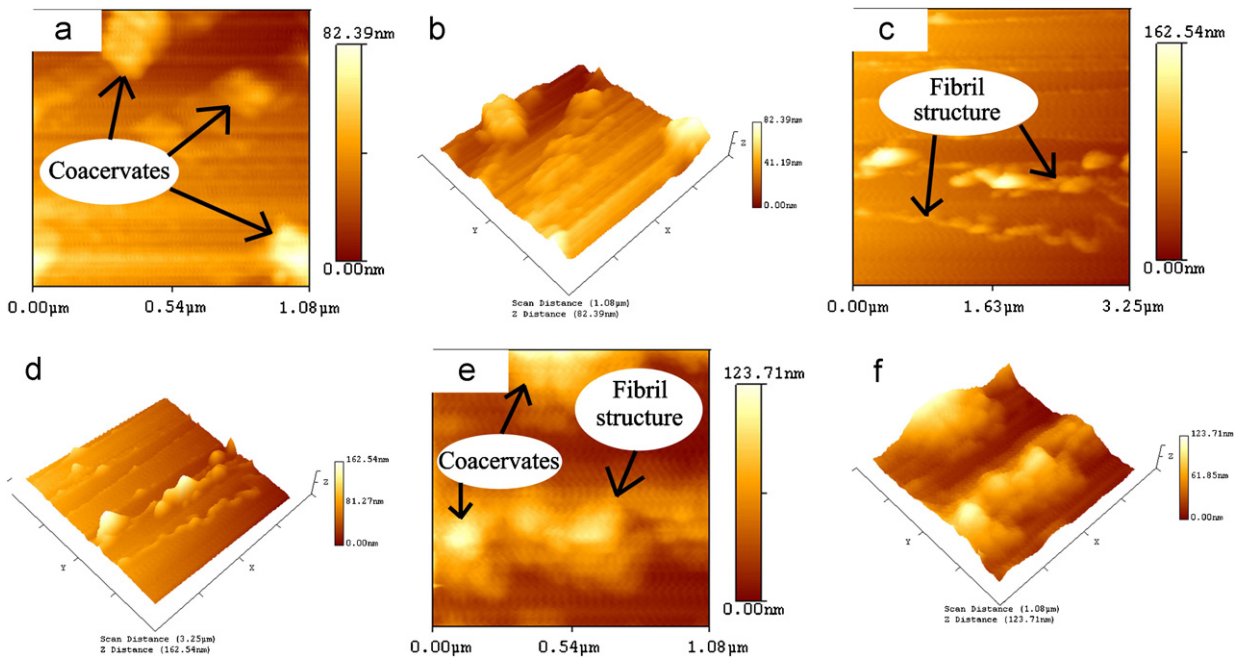 a
82.39nm
Coacervates
0.00nm
0.00µm 0.54µm 1.08µm
b
82.39nm
41.19nm
0.00nm
Z
Y
X
Scan Distance (1.08µm)
Z Distance (82.39nm)
c
162.54nm
Fibril
structure
0.00nm
0.00µm 1.63µm 3.25µm
d
162.54nm
81.27nm
0.00nm
Z
Y
X
Scan Distance (3.25µm)
Z Distance (162.54nm)
e
123.71nm
Fibril
structure
Coacervates
0.00nm
0.00µm 0.54µm 1.08µm
f
123.71nm
61.85nm
0.00nm
Z
Y
X
Scan Distance (1.08µm)
Z Distance (123.71nm)